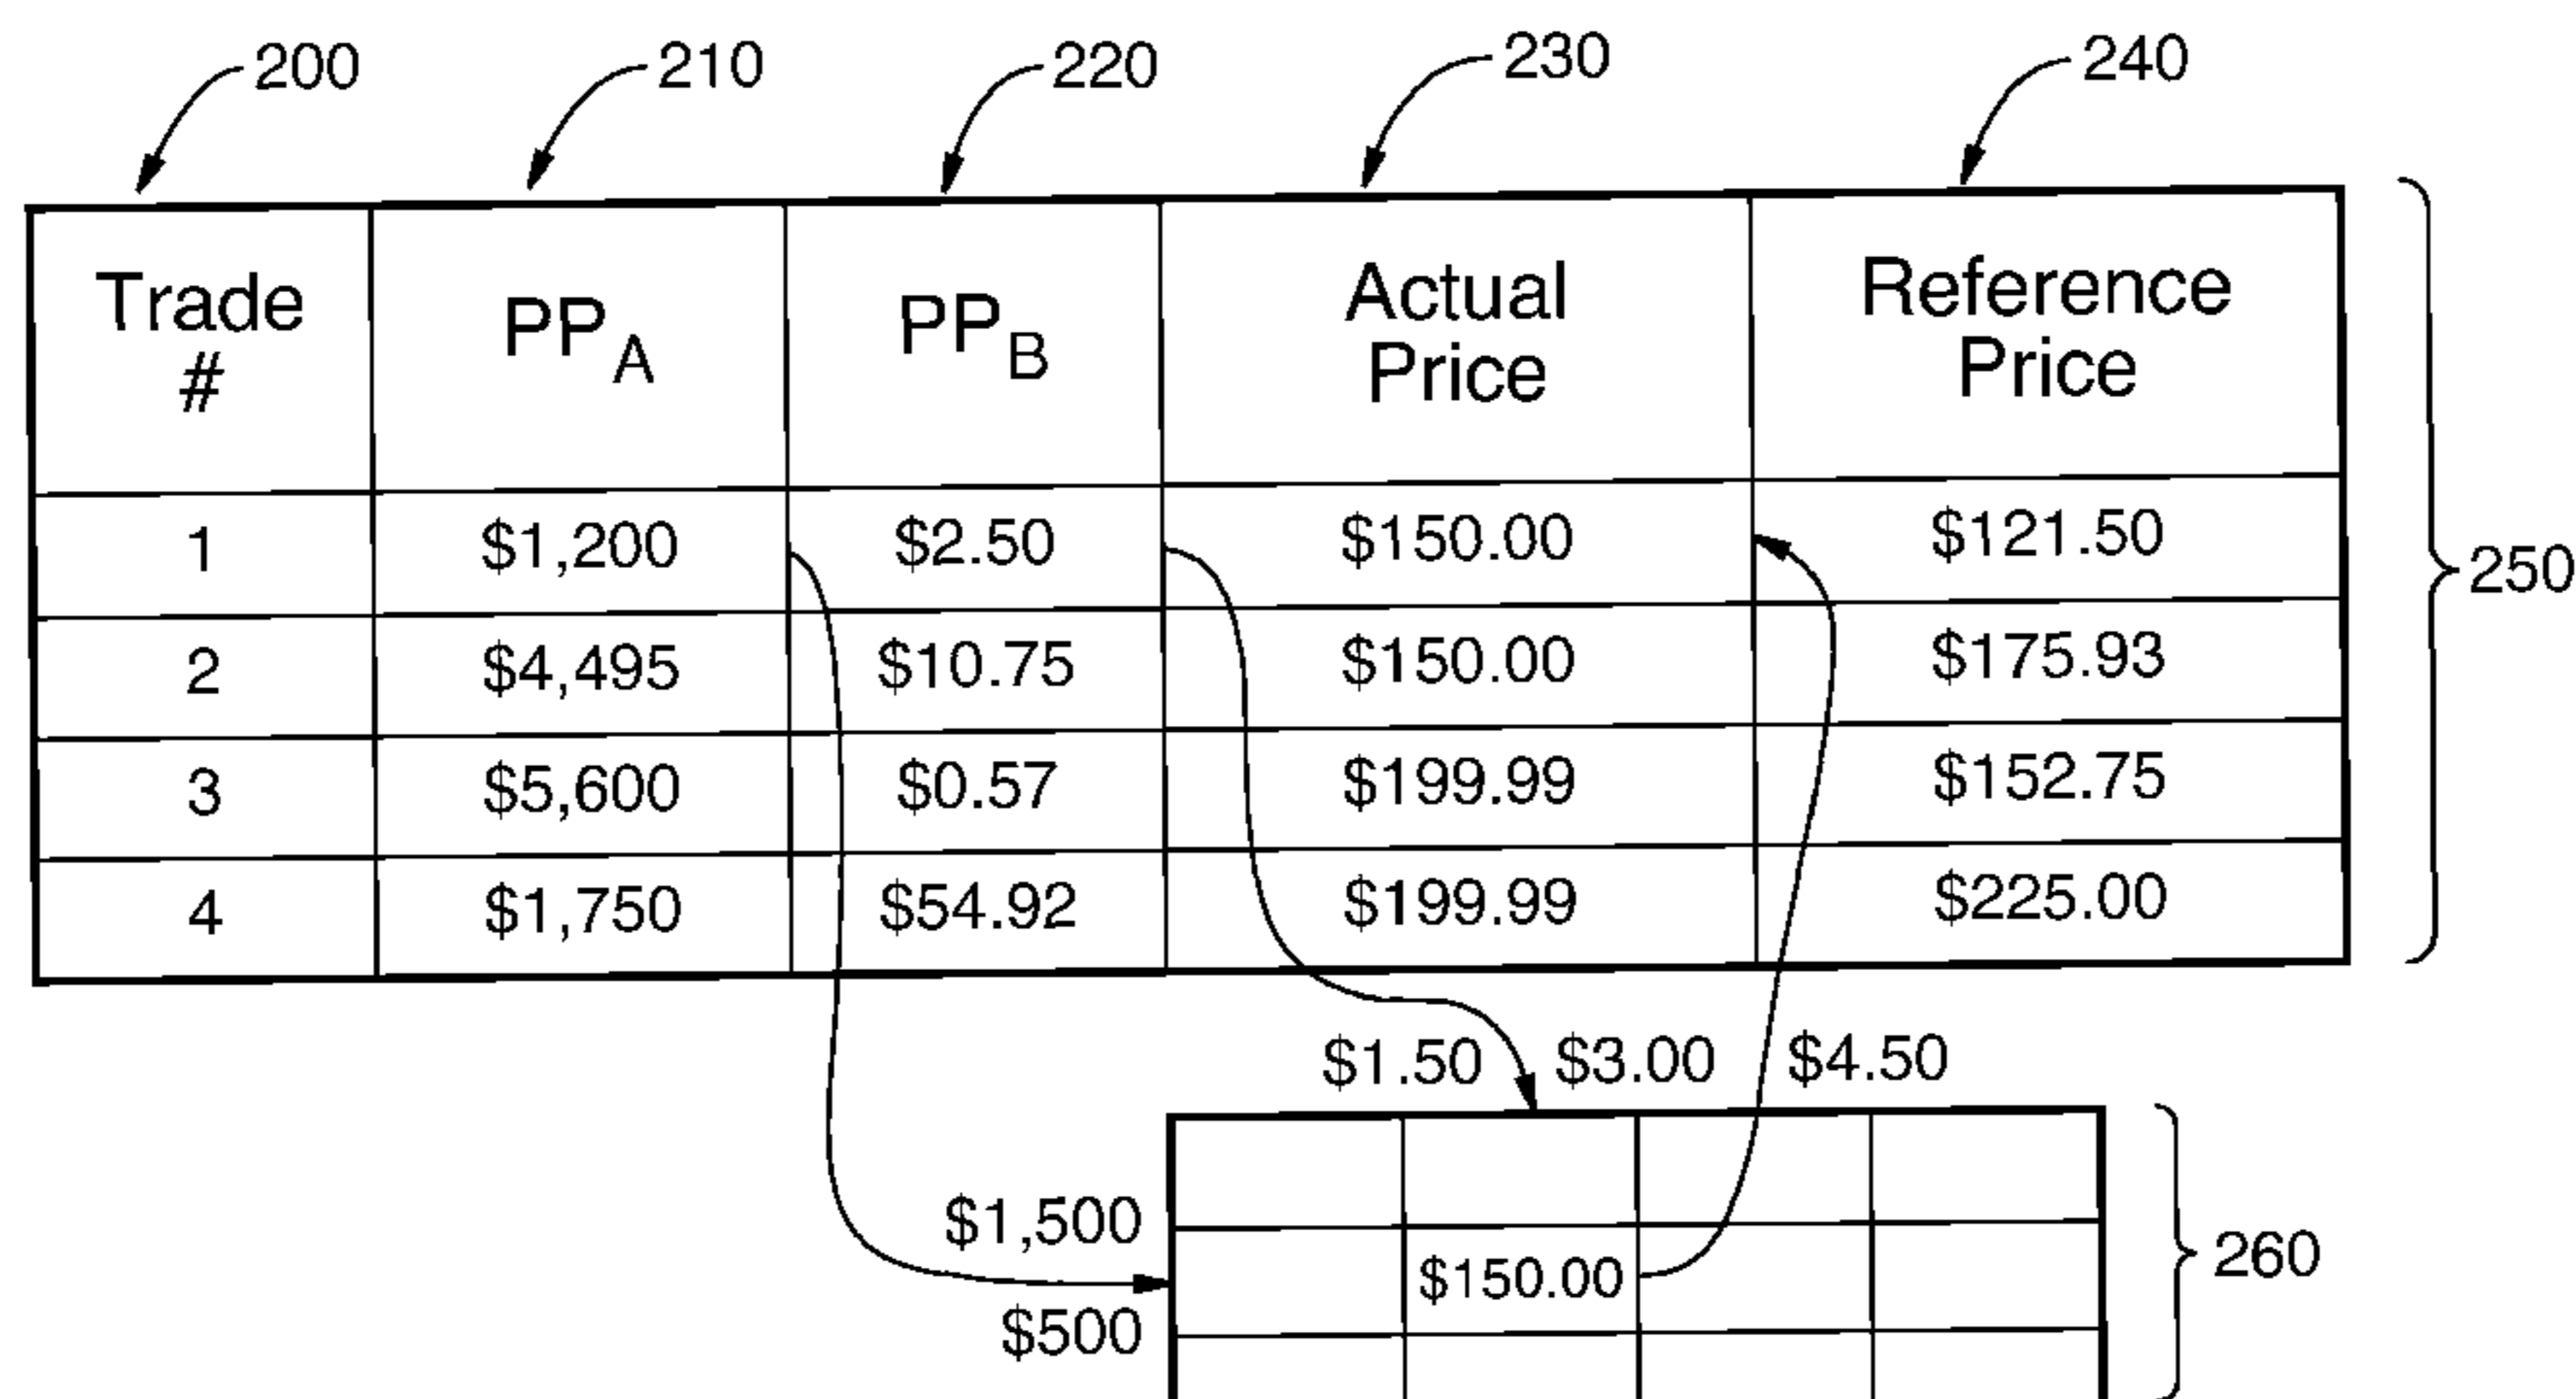 200 210 220 230 240
Trade # PP A PP B Actual Price Reference Price
1 $1,200 $2.50 $150.00 $121.50
250
2 $4,495 $10.75 $150.00 $175.93
3 $5,600 $0.57 $199.99 $152.75
4 $1,750 $54.92 $199.99 $225.00
$1.50 $3.00 $4.50
$1,500
$150.00
260
$500